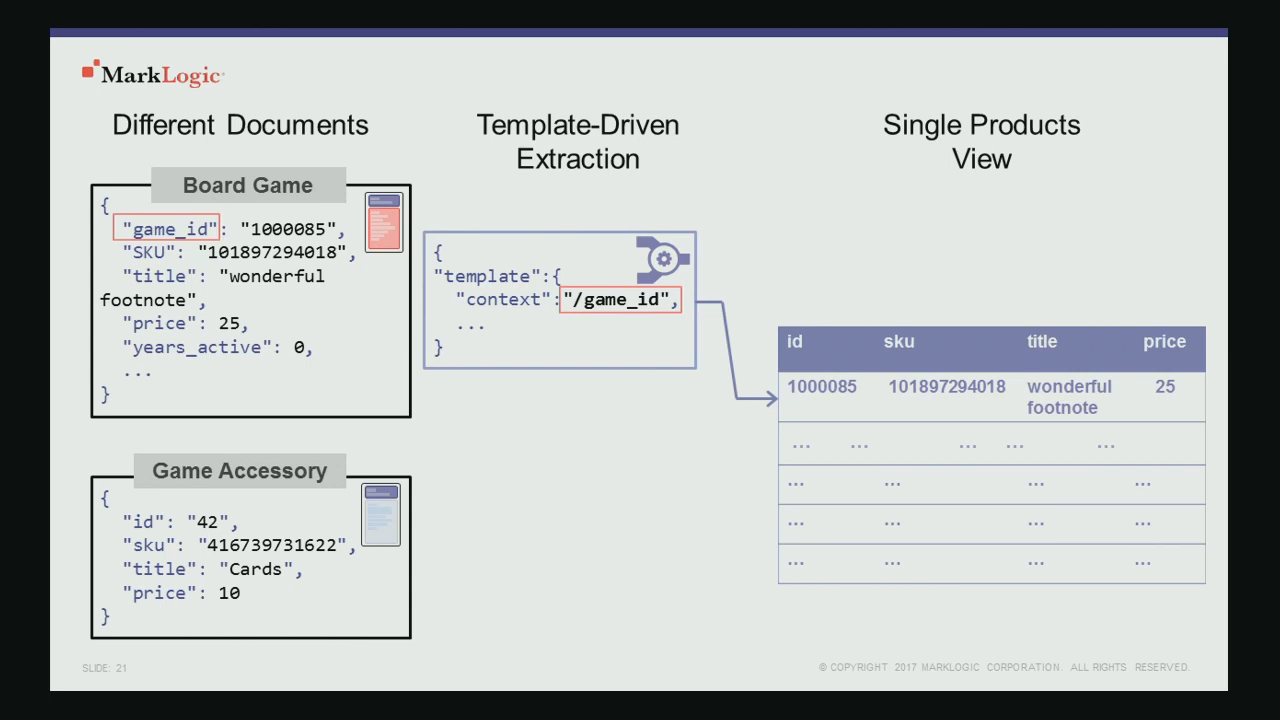 MarkLogic
Different Documents
Board Game
{
"game_id": "1000085",
"SKU": "101897294018",
"title": "wonderful
footnote",
"price": 25,
"years_active": 0,
...
}
Game Accessory
{
"id": "42",
"sku": "416739731622",
"title": "Cards",
"price": 10
}
Template-Driven
Extraction
{
"template":{
"context":"/game_id",
...
}
Single Products
View
id sku title price
1000085 101897294018 wonderful 25
footnote
... ... ... ... ...
... ... ... ...
... ... ... ...
... ... ... ...
SLIDE: 21
© COPYRIGHT 2017 MARKLOGIC CORPORATION. ALL RIGHTS RESERVED.